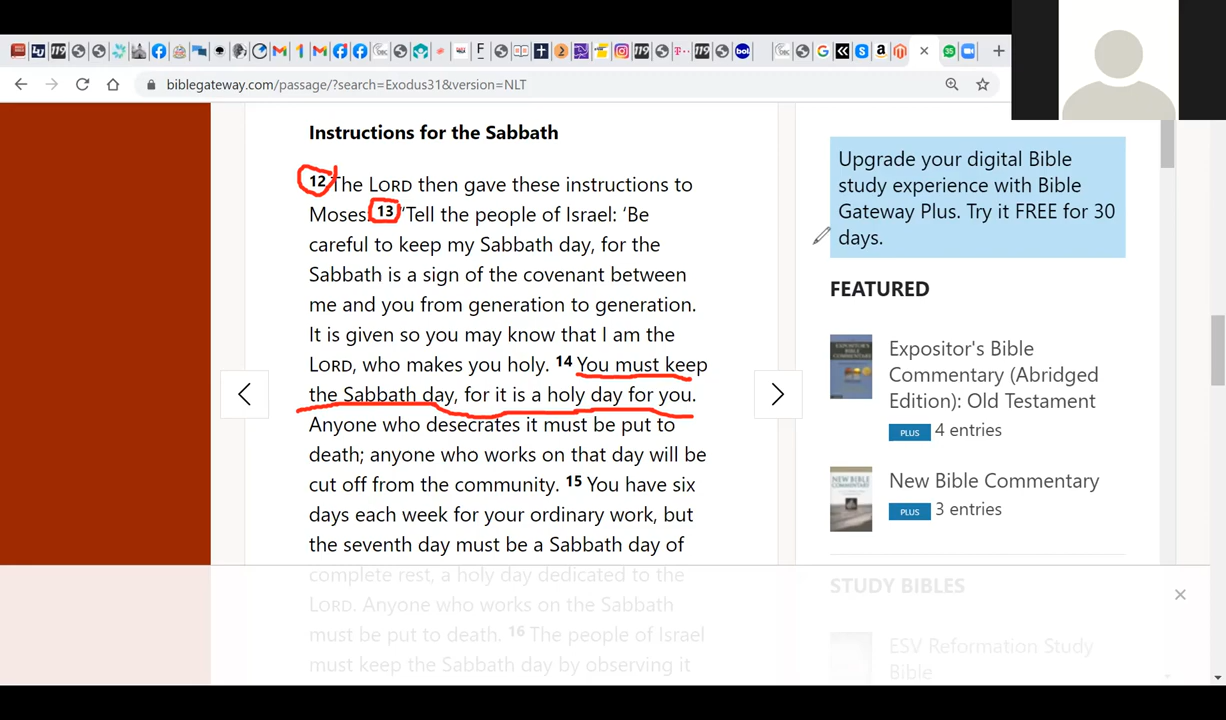 biblegateway.com/passage/?search=Exodus31&version=NLT
Instructions for the Sabbath
12 The LORD then gave these instructions to
Moses: 13 “Tell the people of Israel: ‘Be
careful to keep my Sabbath day, for the
Sabbath is a sign of the covenant between
me and you from generation to generation.
It is given so you may know that I am the
LORD, who makes you holy. 14 You must keep
the Sabbath day, for it is a holy day for you.
Anyone who desecrates it must be put to
death; anyone who works on that day will be
cut off from the community. 15 You have six
days each week for your ordinary work, but
the seventh day must be a Sabbath day of
complete rest, a holy day dedicated to the
LORD. Anyone who works on the Sabbath
must be put to death. 16 The people of Israel
must keep the Sabbath day by observing it
Upgrade your digital Bible
study experience with Bible
Gateway Plus. Try it FREE for 30
days.
FEATURED
Expositor's Bible
Commentary (Abridged
Edition): Old Testament
PLUS 4 entries
New Bible Commentary
PLUS 3 entries
STUDY BIBLES
ESV Reformation Study
Bible